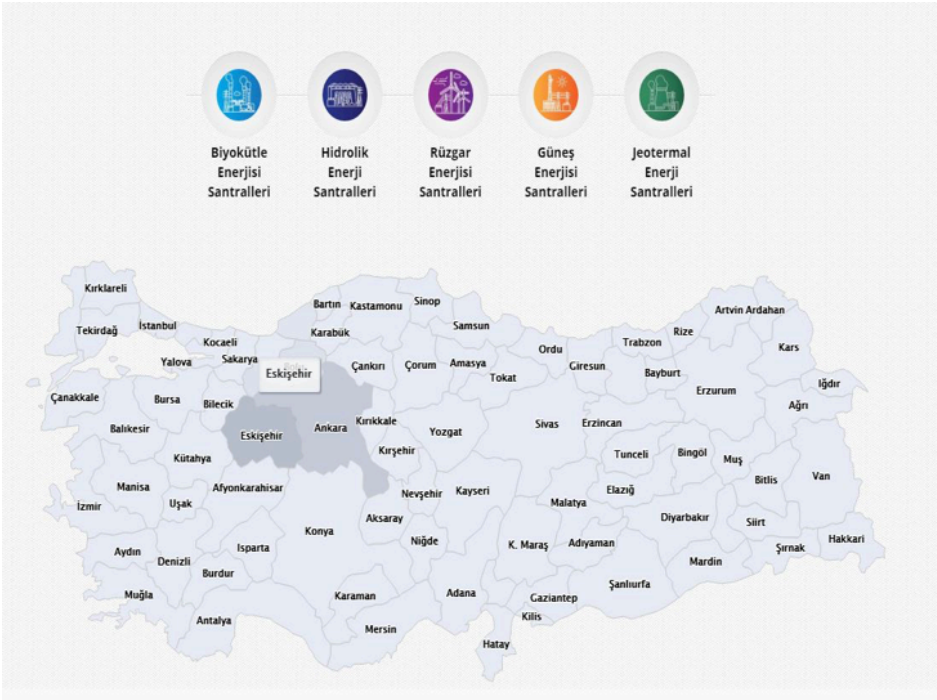 Biyokütle
Enerjisi
Santralleri
Hidrolik
Enerji
Santralleri
Rüzgar
Enerjisi
Santralleri
Güneş
Enerjisi
Santralleri
Jeotermal
Enerji
Santralleri
Kırklareli
Tekirdağ
İstanbul
Kocaeli
Yalova
Sakarya
Bartın
Kastamonu
Sinop
Karabük
Samsun
Artvin
Ardahan
Rize
Trabzon
Ordu
Giresun
Kars
Eskişehir
Çankırı
Çorum
Amasya
Tokat
Bayburt
Erzurum
Iğdır
Ağrı
Çanakkale
Bursa
Bilecik
Balıkesir
Eskişehir
Ankara
Kırıkkale
Yozgat
Sivas
Erzincan
Kırşehir
Kütahya
Tunceli
Bingöl
Muş
Bitlis
Van
Manisa
Uşak
Afyonkarahisar
İzmir
Nevşehir
Kayseri
Elazığ
Malatya
Aksaray
Konya
Diyarbakır
Siirt
Niğde
K. Maraş
Adıyaman
Hakkari
Şırnak
Aydın
Denizli
Isparta
Burdur
Mardin
Şanlıurfa
Muğla
Karaman
Adana
Gaziantep
Kilis
Antalya
Mersin
Hatay